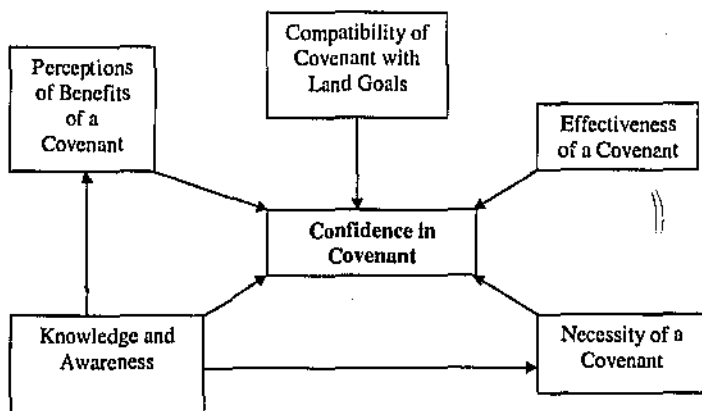 Perceptions
of Benefits
of a
Covenant
Compatibility of
Covenant with
Land Goals
Effectiveness
of a Covenant
Confidence in
Covenant
Knowledge and
Awareness
Necessity of a
Covenant